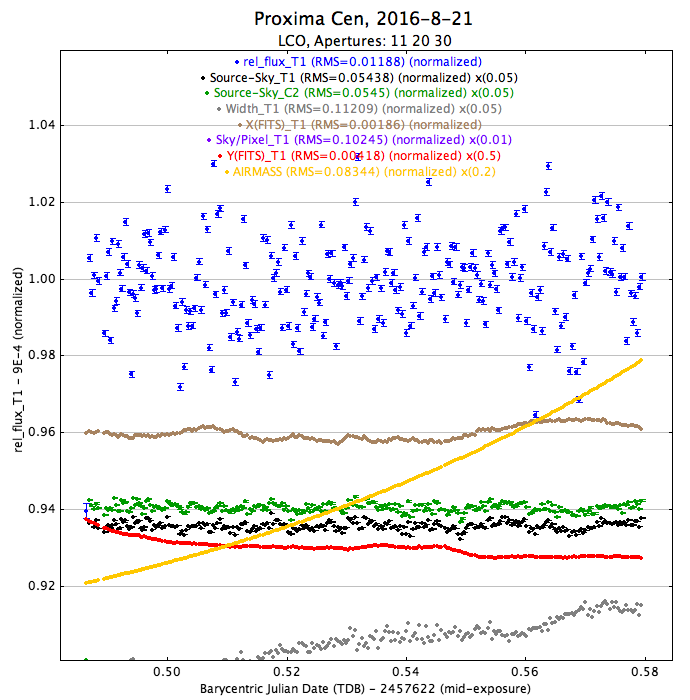 Proxima Cen, 2016-8-21
LCO, Apertures: 11 20 30
rel_flux_T1 (RMS=0.01188) (normalized)
Source-Sky_T1 (RMS=0.05438) (normalized) x(0.05)
Source-Sky_C2 (RMS=0.0545) (normalized) x(0.05)
Width_T1 (RMS=0.11209) (normalized) x(0.05)
X(FITS)_T1 (RMS=0.00186) (normalized)
Sky/Pixel_T1 (RMS=0.10245) (normalized) x(0.01)
Y(FITS)_T1 (RMS=0.00418) (normalized) x(0.5)
AIRMASS (RMS=0.08344) (normalized) x(0.2)
1.04
1.02
1.00
0.98
0.96
0.94
0.92
rel_flux_T1 - 9E-4 (normalized)
0.50 0.52 0.54 0.56 0.58
Barycentric Julian Date (TDB) - 2457622 (mid-exposure)